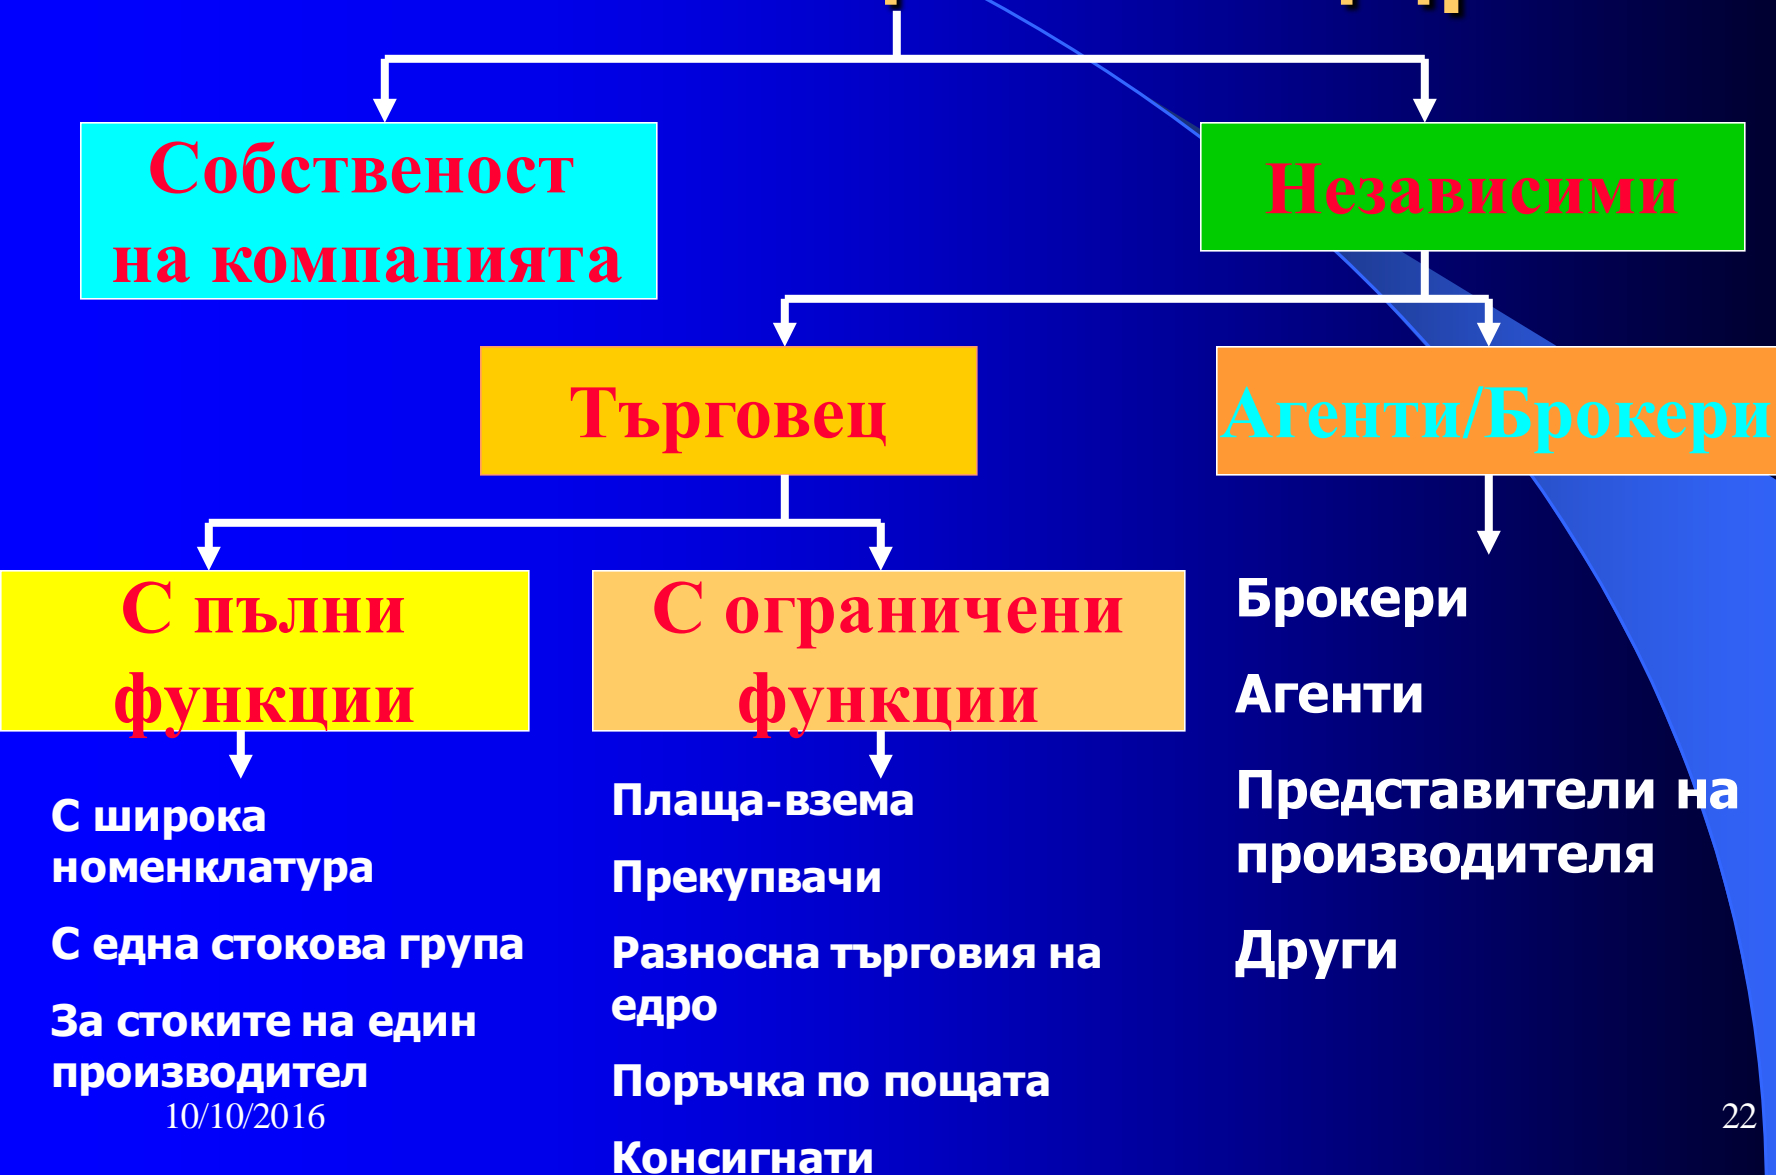 Собственост
на компанията
Независими
Търговец
Агенти/Брокери
С пълни
функции
С ограничени
функции
С широка
номенклатура
С една стокова група
За стоките на един
производител
Плаща-взема
Прекупвачи
Разносна търговия на
едро
Поръчка по пощата
Консигнати
Брокери
Агенти
Представители на
производителя
Други
10/10/2016
22